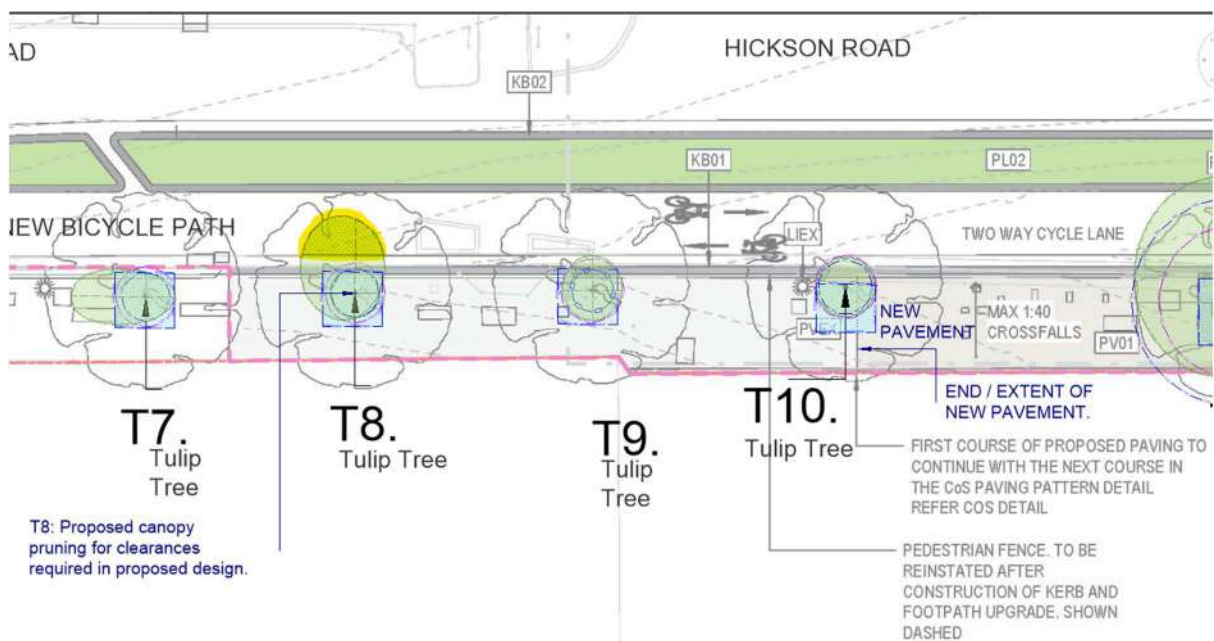 AD
HICKSON ROAD
KB02
KB01
PL02
NEW BICYCLE PATH
LIEX
TWO WAY CYCLE LANE
NEW
PAVEMENT
MAX 1:40
CROSSFALLS
PV01
END / EXTENT OF
NEW PAVEMENT.
T7.
Tulip
Tree
T8.
Tulip Tree
T9.
Tulip
Tree
T10.
Tulip Tree
FIRST COURSE OF PROPOSED PAVING TO
CONTINUE WITH THE NEXT COURSE IN
THE CoS PAVING PATTERN DETAIL
REFER COS DETAIL
T8: Proposed canopy
pruning for clearances
required in proposed design.
PEDESTRIAN FENCE. TO BE
REINSTATED AFTER
CONSTRUCTION OF KERB AND
FOOTPATH UPGRADE. SHOWN
DASHED